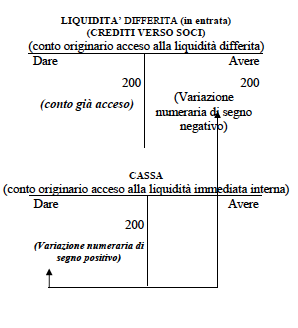 LIQUIDITA’ DIFFERITA (in entrata)
(CREDITI VERSO SOCI)
(conto originario acceso alla liquidità differita)
Dare Avere
200 200
(conto già acceso) (Variazione
numeraria di segno
negativo)
CASSA
(conto originario acceso alla liquidità immediata interna)
Dare Avere
200
(Variazione numeraria di
segno positivo)